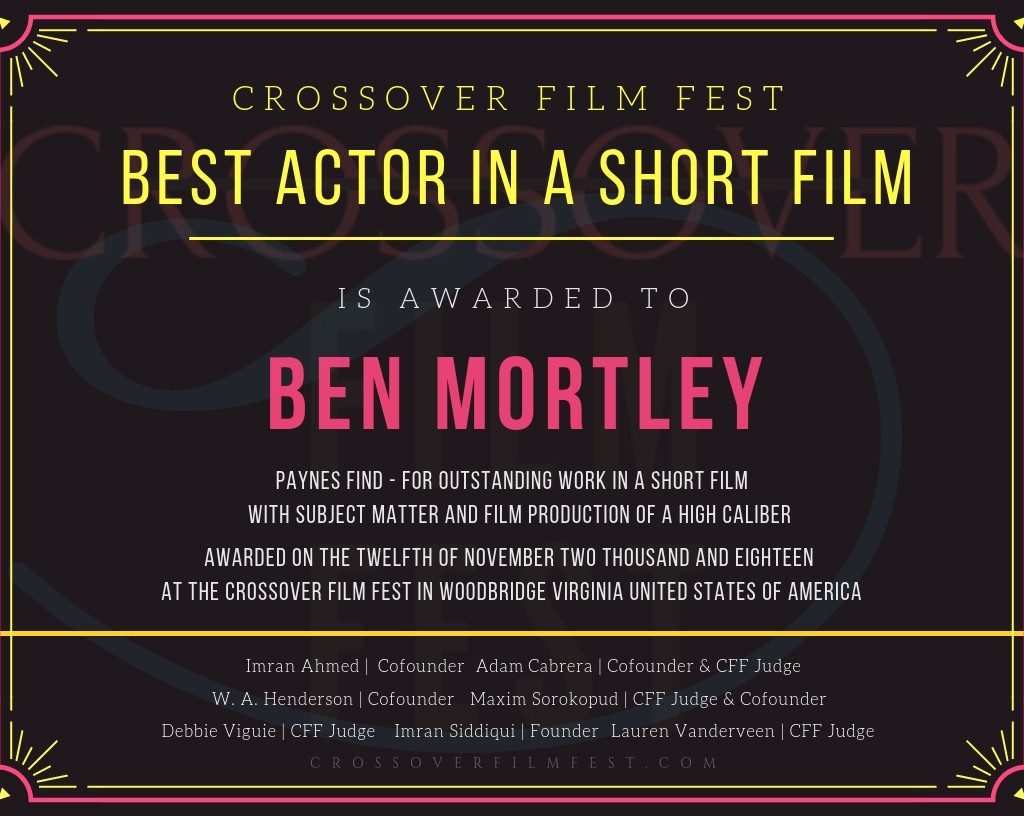 CROSSOVER FILM FEST
BEST ACTOR IN A SHORT FILM
IS AWARDED TO
BEN MORTLEY
PAYNES FIND - FOR OUTSTANDING WORK IN A SHORT FILM
WITH SUBJECT MATTER AND FILM PRODUCTION OF A HIGH CALIBER
AWARDED ON THE TWELFTH OF NOVEMBER TWO THOUSAND AND EIGHTEEN
AT THE CROSSOVER FILM FEST IN WOODBRIDGE VIRGINIA UNITED STATES OF AMERICA
Imran Ahmed | Cofounder Adam Cabrera | Cofounder & CFF Judge
W. A. Henderson | Cofounder Maxim Sorokopud | CFF Judge & Cofounder
Debbie Viguie | CFF Judge Imran Siddiqui | Founder Lauren Vanderveen | CFF Judge
CROSSOVERFILMFEST.COM
CROSSOVER
FILM
FEST